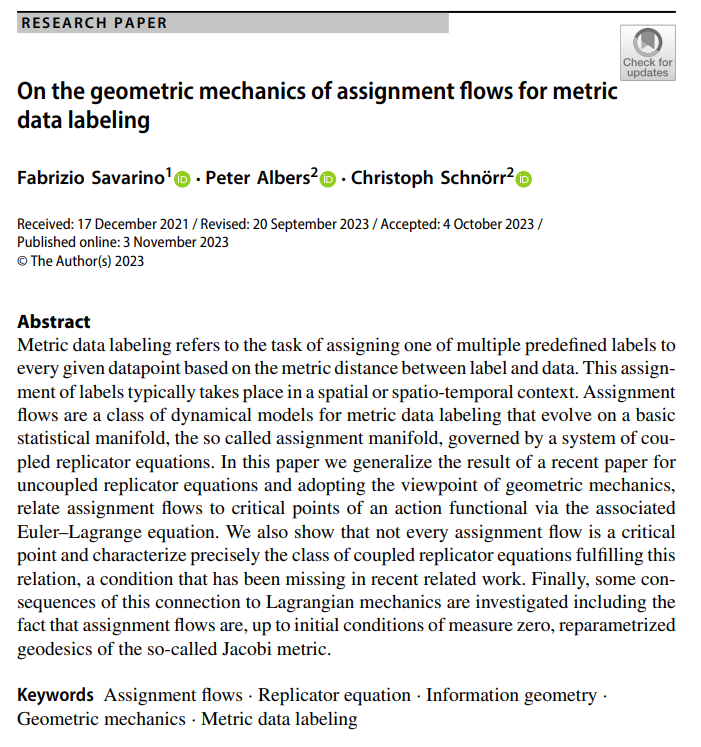 RESEARCH PAPER
Check for
updates
On the geometric mechanics of assignment flows for metric
data labeling
Fabrizio Savarino1 iD · Peter Albers2 iD · Christoph Schnörr2 iD
Received: 17 December 2021 / Revised: 20 September 2023 / Accepted: 4 October 2023 /
Published online: 3 November 2023
© The Author(s) 2023
Abstract
Metric data labeling refers to the task of assigning one of multiple predefined labels to
every given datapoint based on the metric distance between label and data. This assign-
ment of labels typically takes place in a spatial or spatio-temporal context. Assignment
flows are a class of dynamical models for metric data labeling that evolve on a basic
statistical manifold, the so called assignment manifold, governed by a system of cou-
pled replicator equations. In this paper we generalize the result of a recent paper for
uncoupled replicator equations and adopting the viewpoint of geometric mechanics,
relate assignment flows to critical points of an action functional via the associated
Euler–Lagrange equation. We also show that not every assignment flow is a critical
point and characterize precisely the class of coupled replicator equations fulfilling this
relation, a condition that has been missing in recent related work. Finally, some con-
sequences of this connection to Lagrangian mechanics are investigated including the
fact that assignment flows are, up to initial conditions of measure zero, reparametrized
geodesics of the so-called Jacobi metric.
Keywords Assignment flows · Replicator equation · Information geometry ·
Geometric mechanics · Metric data labeling